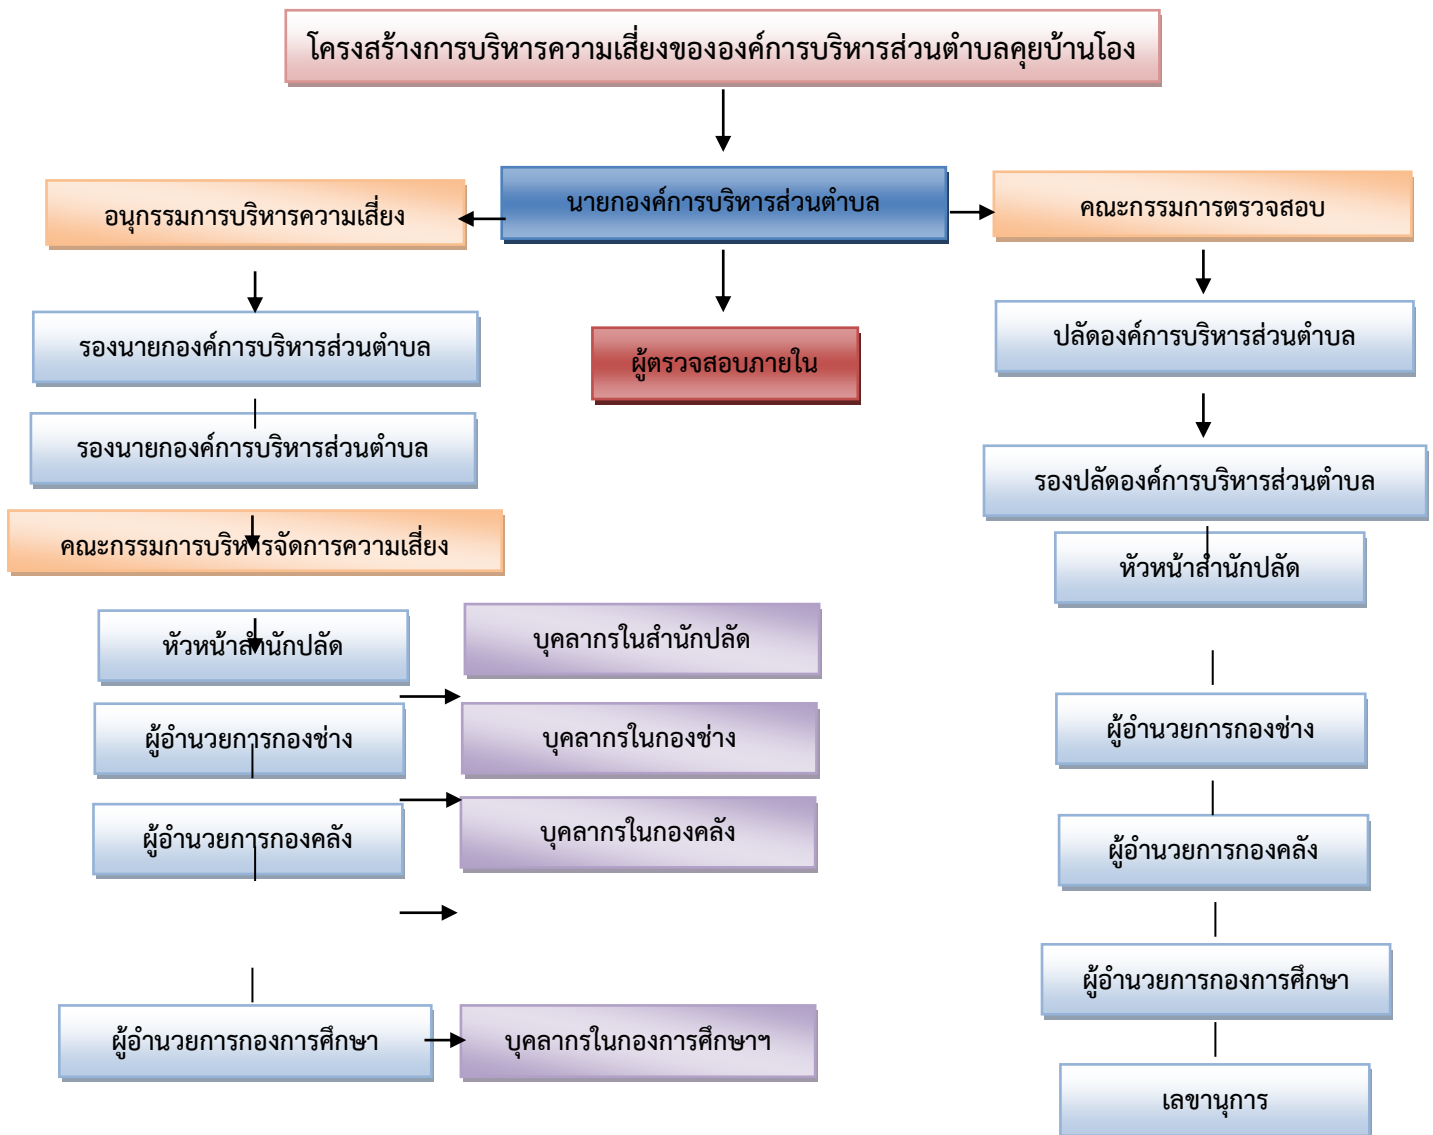 โครงสร้างการบริหารความเสี่ยงขององค์การบริหารส่วนตำบลคุยบ้านโอง
นายกองค์การบริหารส่วนตำบล
อนุกรรมการบริหารความเสี่ยง
คณะกรรมการตรวจสอบ
รองนายกองค์การบริหารส่วนตำบล
ผู้ตรวจสอบภายใน
ปลัดองค์การบริหารส่วนตำบล
รองนายกองค์การบริหารส่วนตำบล
รองปลัดองค์การบริหารส่วนตำบล
คณะกรรมการบริหารจัดการความเสี่ยง
หัวหน้าสำนักปลัด
หัวหน้าสำนักปลัด
บุคลากรในสำนักปลัด
ผู้อำนวยการกองช่าง
บุคลากรในกองช่าง
ผู้อำนวยการกองช่าง
ผู้อำนวยการกองคลัง
บุคลากรในกองคลัง
ผู้อำนวยการกองคลัง
ผู้อำนวยการกองการศึกษา
ผู้อำนวยการกองการศึกษา
บุคลากรในกองการศึกษาฯ
เลขานุการ